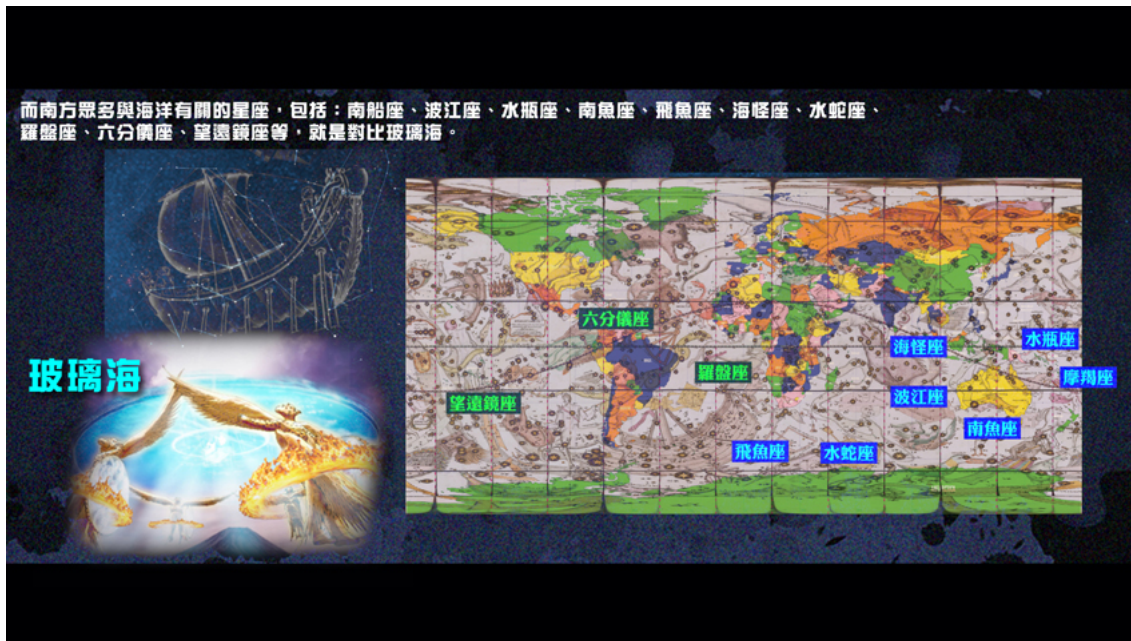 而南方眾多與海洋有關的星座，包括：南船座、波江座、水瓶座、南魚座、飛魚座、海怪座、水蛇座、
羅盤座、六分儀座、望遠鏡座等，就是對比玻璃海。
玻璃海
六分儀座
水瓶座
海怪座
羅盤座
摩羯座
望遠鏡座
波江座
南魚座
飛魚座
水蛇座